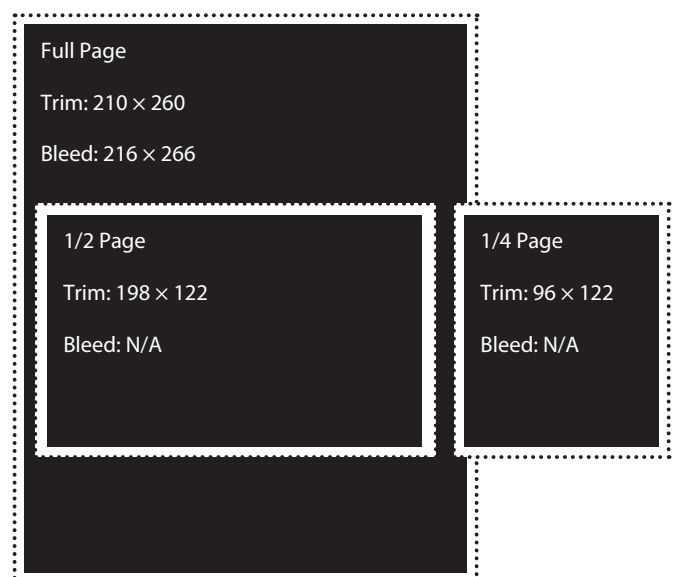 Full Page
Trim: 210 × 260
Bleed: 216 × 266
1/2 Page
Trim: 198 × 122
Bleed: N/A
1/4 Page
Trim: 96 × 122
Bleed: N/A